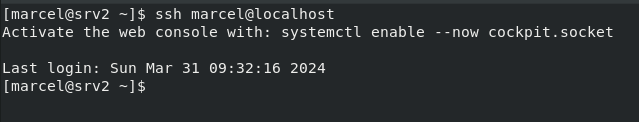 [marcel@srv2 ~]$ ssh marcel@localhost
Activate the web console with: systemctl enable --now cockpit.socket
Last login: Sun Mar 31 09:32:16 2024
[marcel@srv2 ~]$